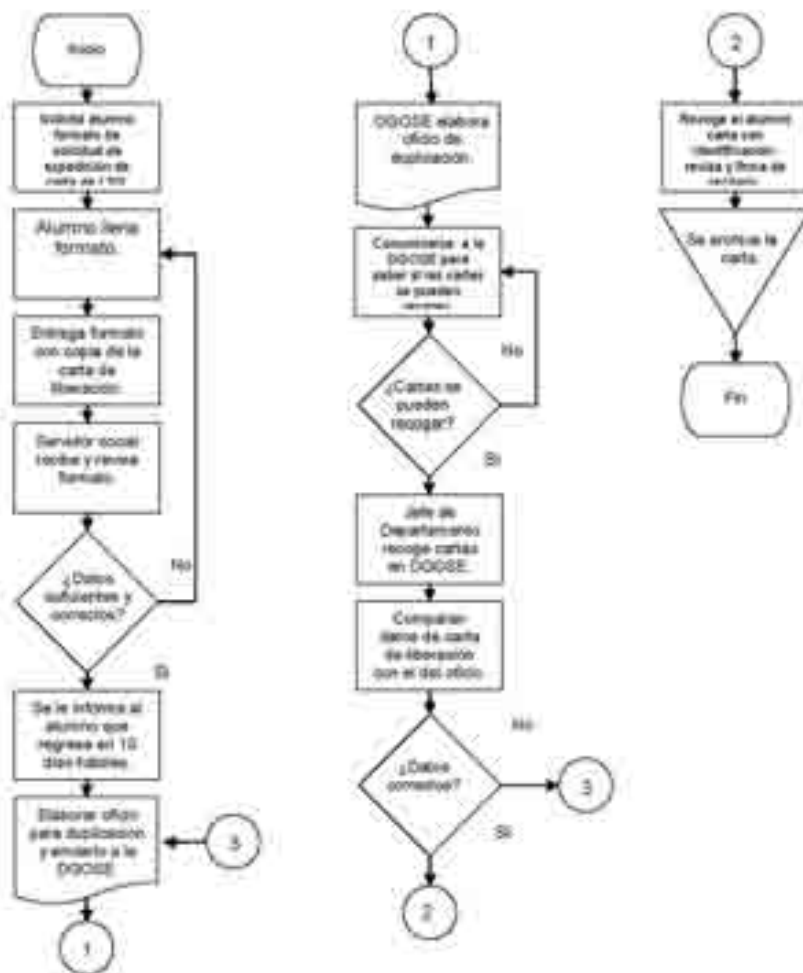 Inicio
Solicita alumno
formato de
solicitud de
expedición de
carta de
Alumno llena
formato.
Entrega formato
con copia de la
carta de
liberación
Servidor social
recibe y revisa
formato.
¿Datos
suficientes y
correctos?
No
Si
Se le informa al
alumno que
regrese en 10
días hábiles.
Elaborar oficio
para duplicación
y enviarlo a la
DGOSE
3
1
1
DGOSE elabora
oficio de
duplicación.
Comunicarse a la
DGOSE para
saber si las cartas
se pueden
No
¿Cartas se
pueden
recoger?
Si
Jefe de
Departamento
recoge cartas
en DGOSE.
Comparar
datos de carta
de liberación
con el del oficio
No
¿Datos
correctos?
3
Si
2
2
Recoge el alumno
carta con
identificación
revisa y firma de
Se archiva la
carta.
Fin